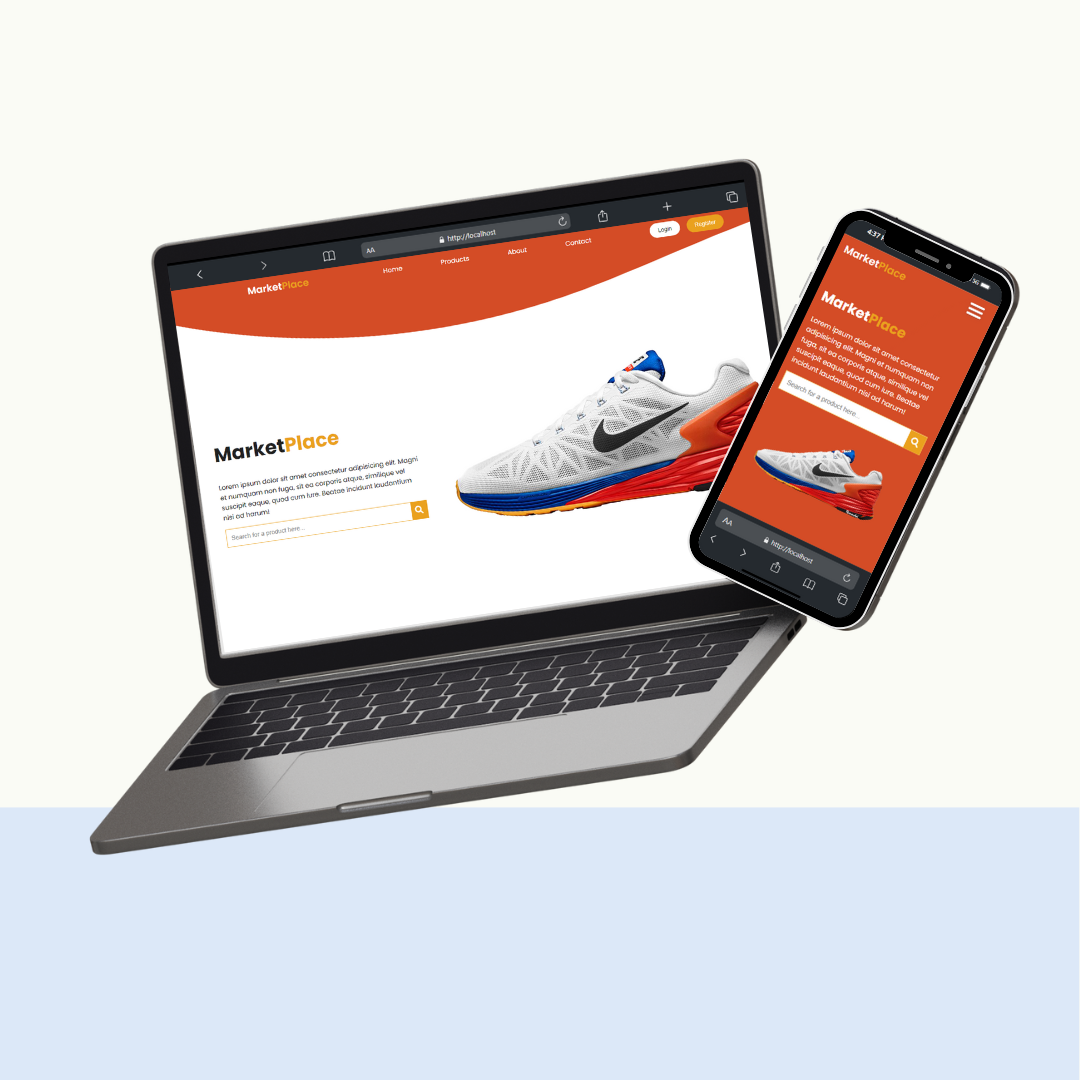 AA
http://localhost
MarketPlace
Home
Products
About
Contact
Login
Register
MarketPlace
Lorem ipsum dolor sit amet consectetur adipisicing elit. Magni
et numquam non fuga, sit ea corporis atque, similique vel
suscipit eaque, quod cum iure. Beatae incidunt laudantium
nisi ad harum!
Search for a product here ...
4:37
5G
MarketPlace
MarketPlace
Lorem ipsum dolor sit amet consectetur
adipisicing elit. Magni et numquam non
fuga, sit ea corporis atque, similique vel
suscipit eaque, quod cum iure. Beatae
incidunt laudantium nisi ad harum!
Search for a product here...
AA
http://localhost